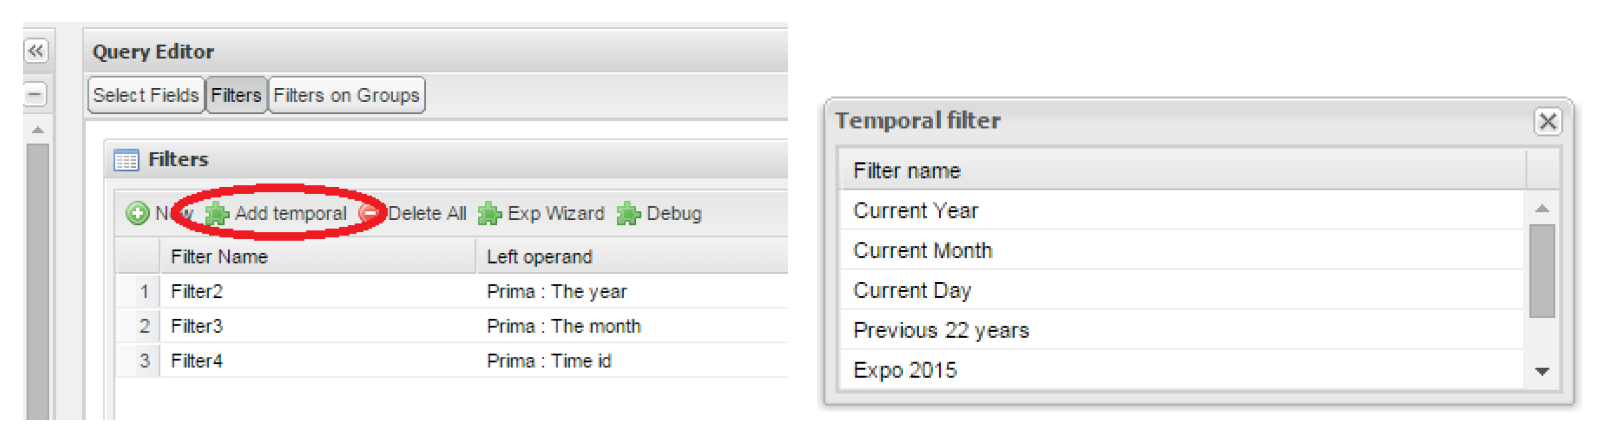 Query Editor
Select Fields Filters Filters on Groups
Filters
New Add temporal Delete All Exp Wizard Debug
Filter Name Left operand
1 Filter2 Prima : The year
2 Filter3 Prima : The month
3 Filter4 Prima : Time id
Temporal filter
Filter name
Current Year
Current Month
Current Day
Previous 22 years
Expo 2015